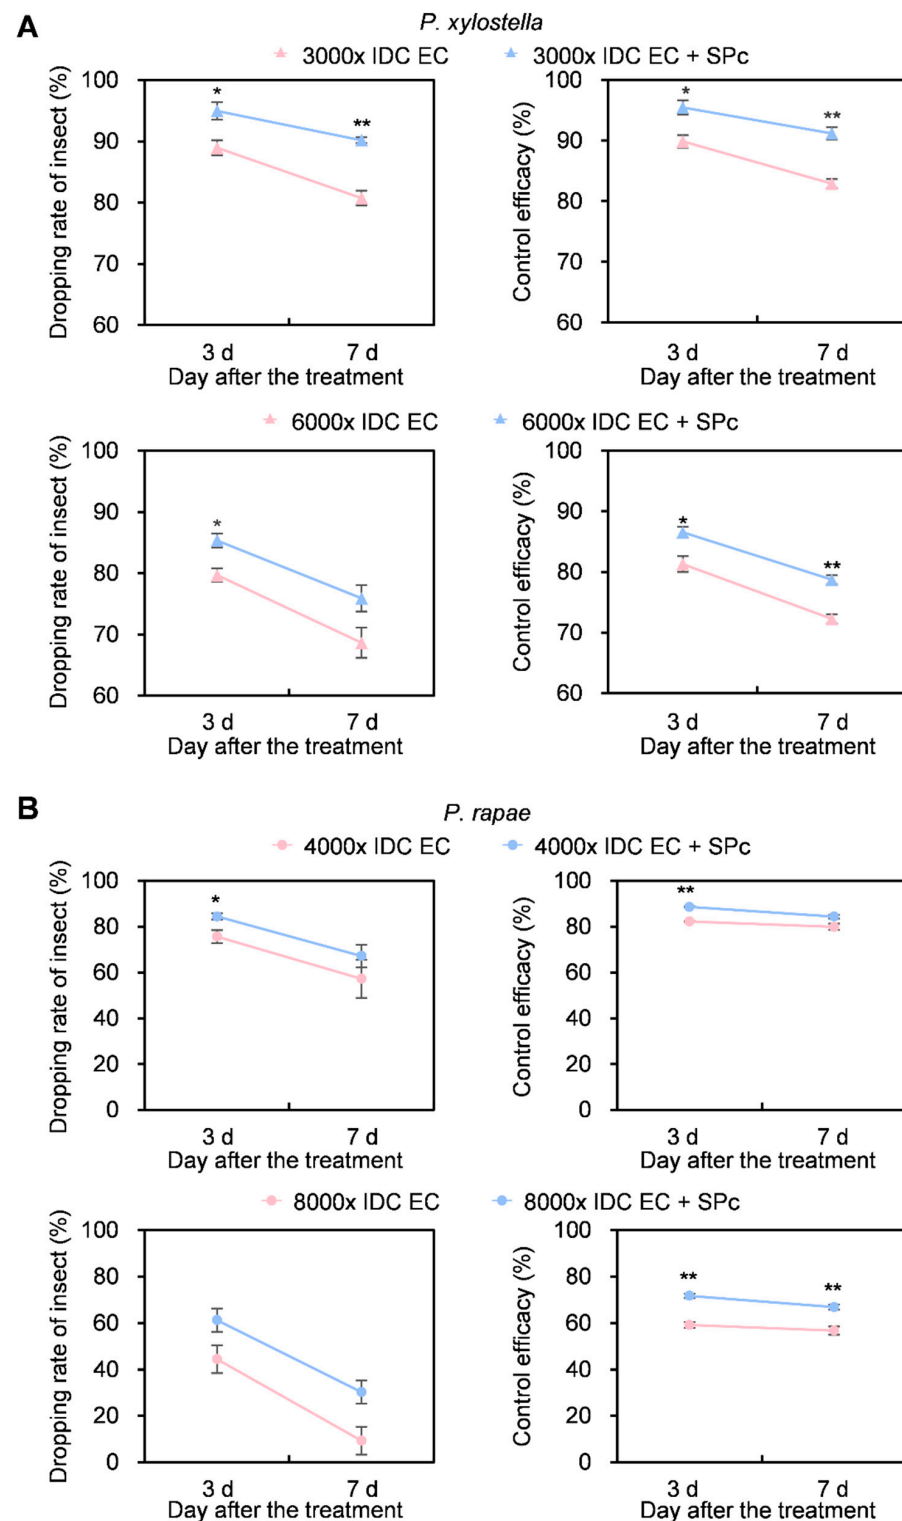 A
P. xylostella
3000x IDC EC 3000x IDC EC + SPc
Dropping rate of insect (%)
100
90
80
70
60
*
**
3 d 7 d
Day after the treatment
Control efficacy (%)
100
90
80
70
60
*
**
3 d 7 d
Day after the treatment
6000x IDC EC 6000x IDC EC + SPc
Dropping rate of insect (%)
100
90
80
70
60
*
3 d 7 d
Day after the treatment
Control efficacy (%)
100
90
80
70
60
*
**
3 d 7 d
Day after the treatment
B
P. rapae
4000x IDC EC 4000x IDC EC + SPc
Dropping rate of insect (%)
100
80
60
40
20
0
*
3 d 7 d
Day after the treatment
Control efficacy (%)
100
80
60
40
20
0
**
3 d 7 d
Day after the treatment
8000x IDC EC 8000x IDC EC + SPc
Dropping rate of insect (%)
100
80
60
40
20
0
3 d 7 d
Day after the treatment
Control efficacy (%)
100
80
60
40
20
0
**
**
3 d 7 d
Day after the treatment